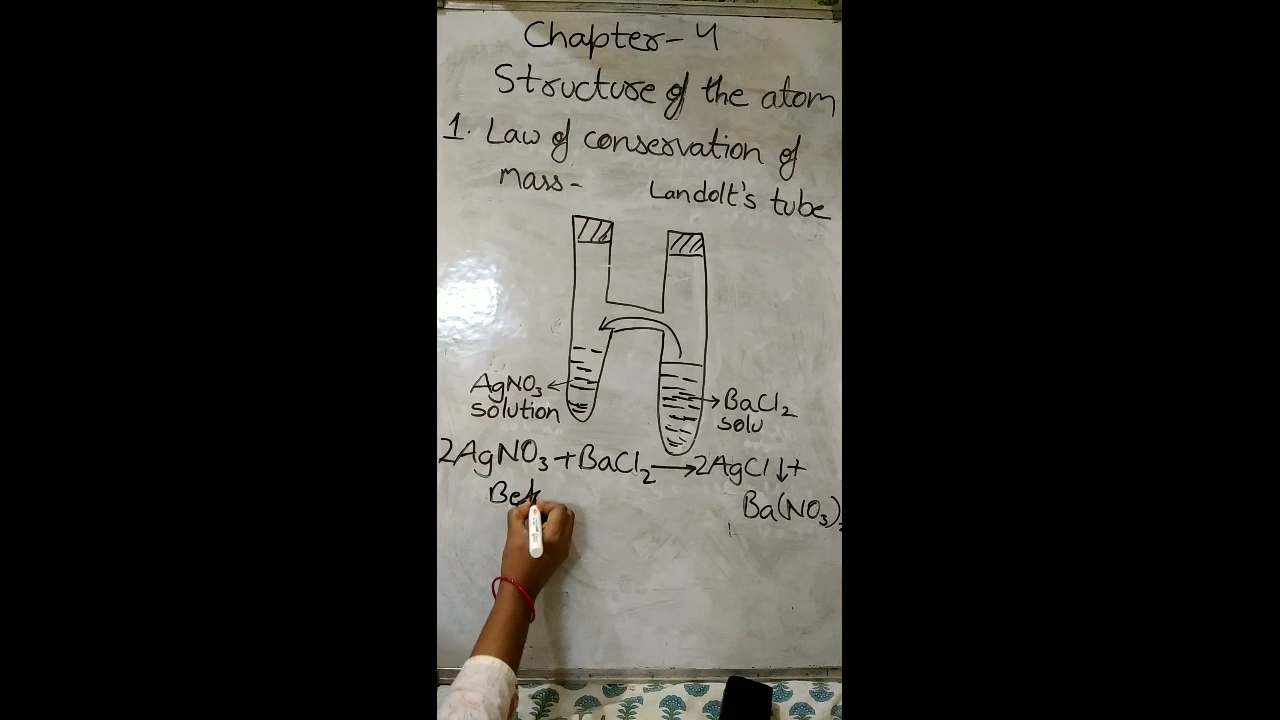 Chapter-4
Structure of the atom
1. Law of conservation of
mass-
Landolt's tube
AgNO₃
solution
BaCl₂
solu
2AgNO₃+BaCl₂→2AgCl↓+
Ba(NO₃)₂